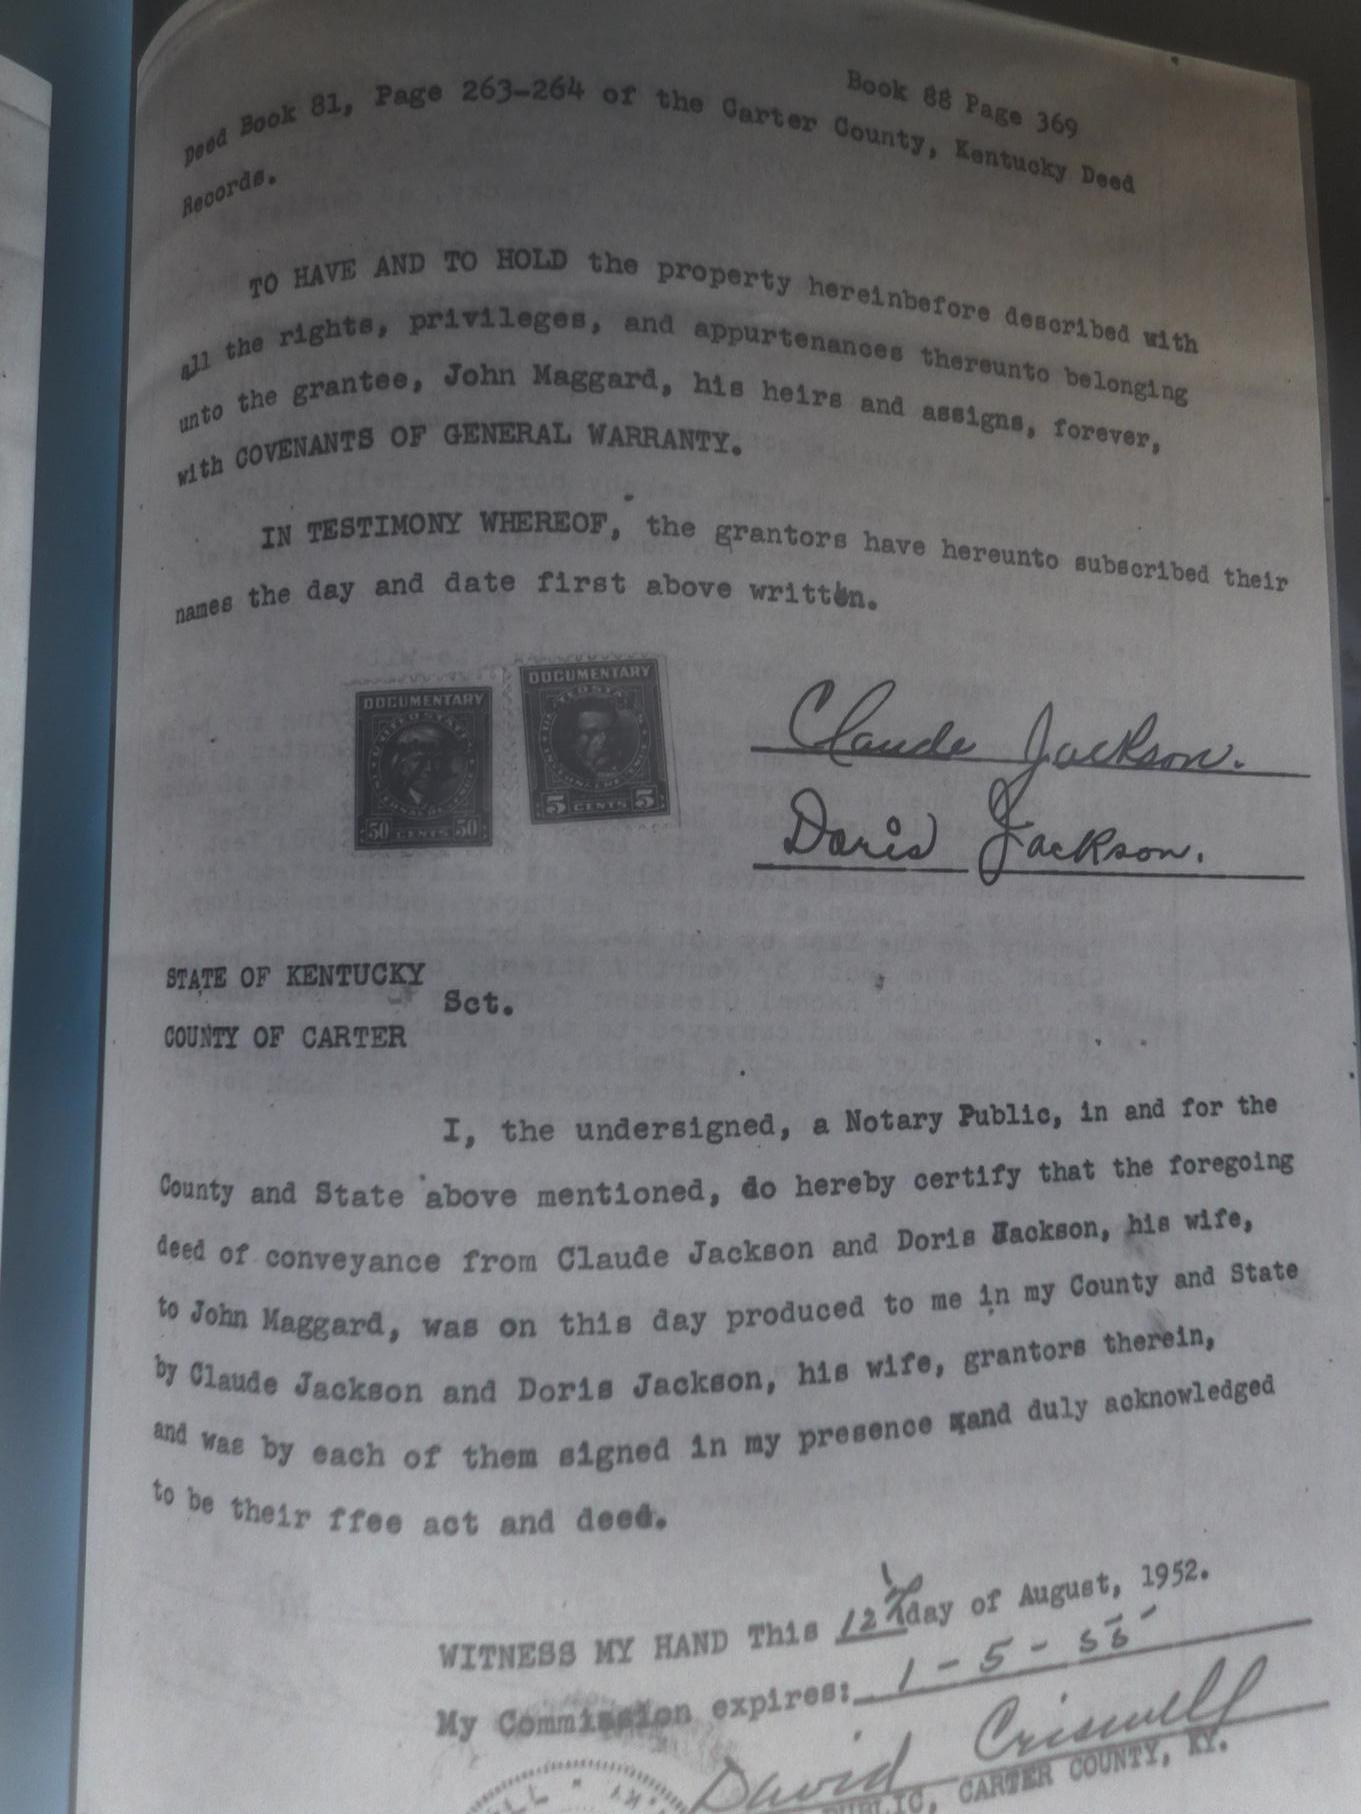 Book 88 Page 369
Deed Book 81, Page 263-264 of the Carter County, Kentucky Deed
Records.
TO HAVE AND TO HOLD the property hereinbefore described with
all the rights, privileges, and appurtenances thereunto belonging
unto the grantee, John Maggard, his heirs and assigns, forever,
with COVENANTS OF GENERAL WARRANTY.
IN TESTIMONY WHEREOF, the grantors have hereunto subscribed their
names the day and date first above written.
DOCUMENTARY
50 CENTS 50
DOCUMENTARY
5 CENTS 5
Claude Jackson.
Doris Jackson.
STATE OF KENTUCKY
Sct.
COUNTY OF CARTER
I, the undersigned, a Notary Public, in and for the
County and State above mentioned, do hereby certify that the foregoing
deed of conveyance from Claude Jackson and Doris Jackson, his wife,
to John Maggard, was on this day produced to me in my County and State
by Claude Jackson and Doris Jackson, his wife, grantors therein,
and was by each of them signed in my presence and duly acknowledged
to be their ffee act and deed.
WITNESS MY HAND This 12 day of August, 1952.
My Commission expires: 1-5-
David Criswell
PUBLIC, CARTER COUNTY, KY.